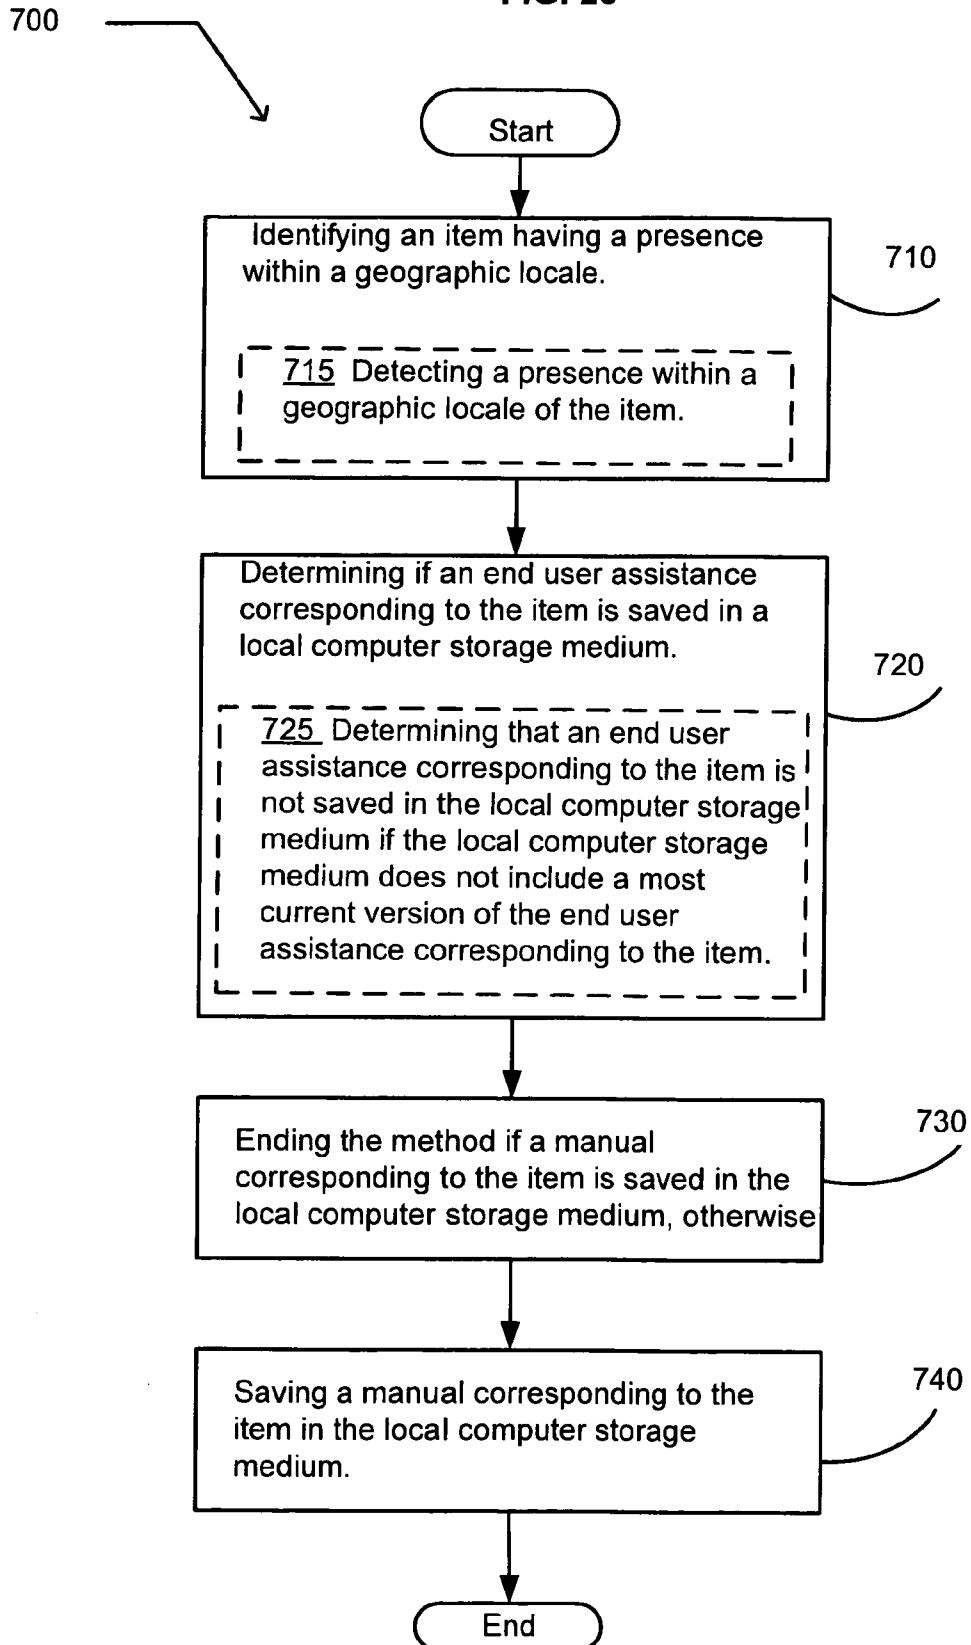 700
Start
Identifying an item having a presence
within a geographic locale.
710
715 Detecting a presence within a
geographic locale of the item.
Determining if an end user assistance
corresponding to the item is saved in a
local computer storage medium.
720
725 Determining that an end user
assistance corresponding to the item is
not saved in the local computer storage
medium if the local computer storage
medium does not include a most
current version of the end user
assistance corresponding to the item.
Ending the method if a manual
corresponding to the item is saved in the
local computer storage medium, otherwise
730
Saving a manual corresponding to the
item in the local computer storage
medium.
740
End